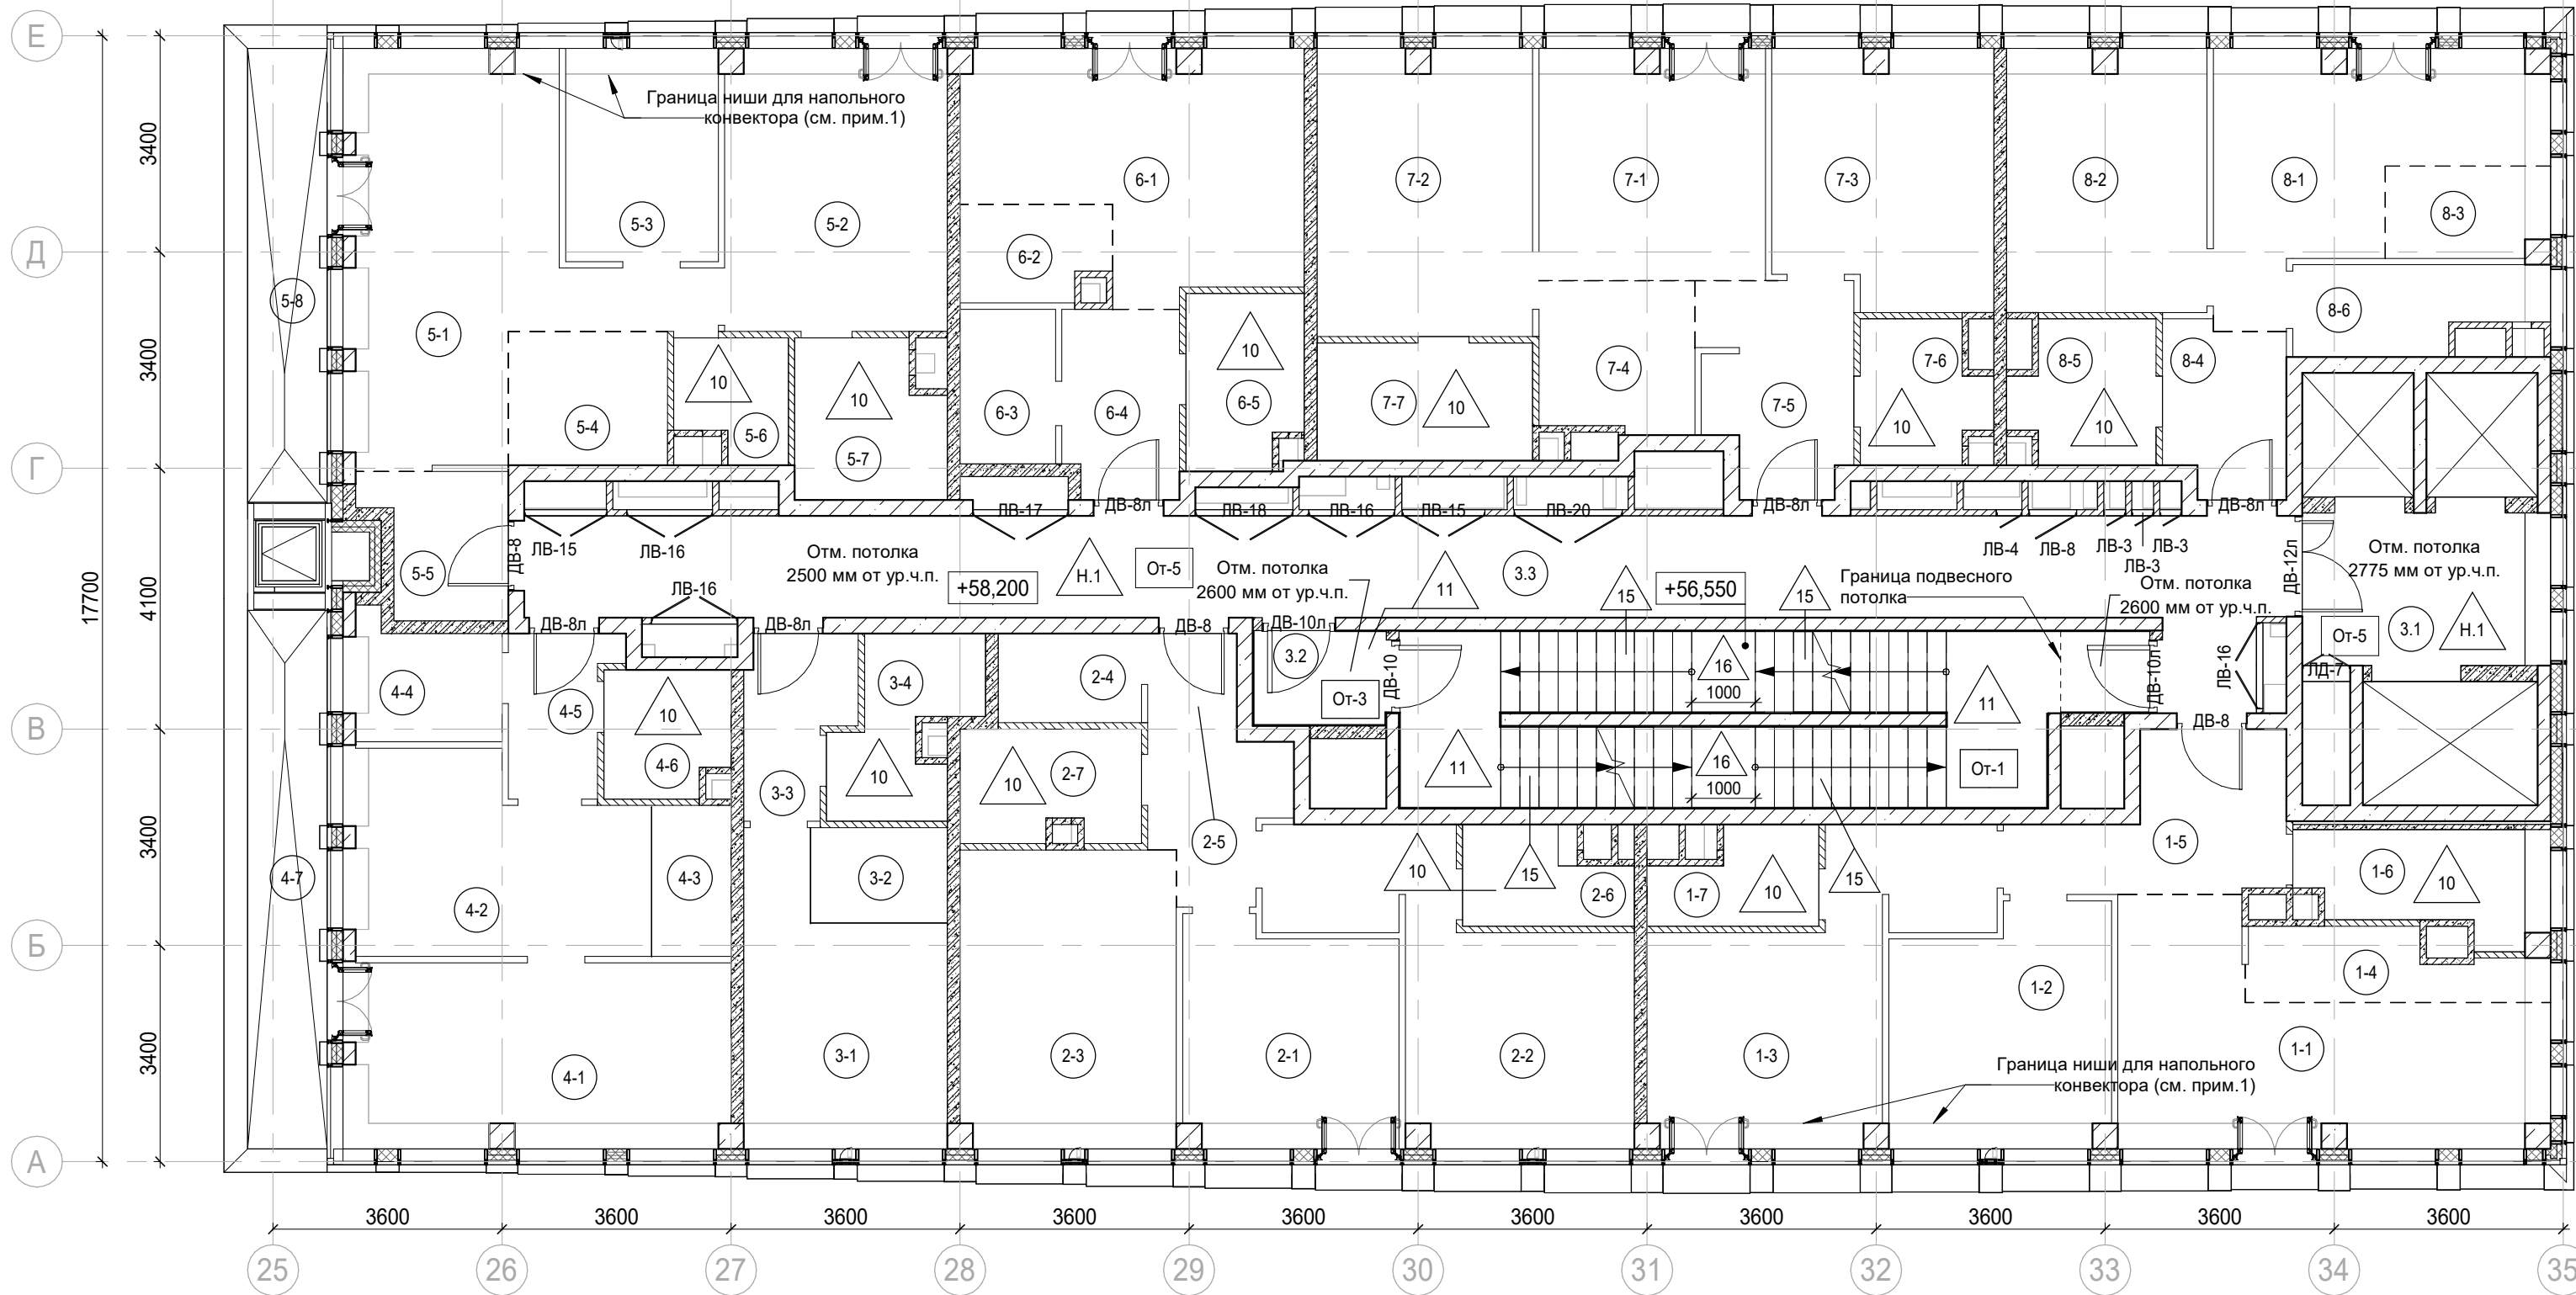 Е
Граница ниши для напольного
конвектора (см. прим.1)
3400
6-1
7-2
7-1
7-3
8-2
8-1
8-3
5-3
5-2
Д
6-2
5-8
5-1
8-6
3400
10
10
10
7-6
8-5
8-4
7-4
5-4
5-6
5-7
6-3
6-4
6-5
7-7
10
7-5
10
10
Г
ЛВ-17
ДВ-8л
ЛВ-18
ЛВ-16
ЛВ-15
ЛВ-20
ДВ-8л
ДВ-8л
5-5
ДВ-8
ЛВ-15
ЛВ-16
Отм. потолка
2500 мм от ур.ч.п.
+58,200
Н.1
От-5
Отм. потолка
2600 мм от ур.ч.п.
11
3.3
15
+56,550
15
Граница подвесного
потолка
ЛВ-4
ЛВ-8
ЛВ-3
ЛВ-3
ЛВ-3
Отм. потолка
2600 мм от ур.ч.п.
ДВ-12л
Отм. потолка
2775 мм от ур.ч.п.
17700
4100
ЛВ-16
ДВ-8л
ДВ-8л
ДВ-8
ДВ-10л
3.2
От-3
ДВ-10
16
1000
11
ДВ-10л
ЛВ-16
От-5
3.1
Н.1
ЛД-7
4-4
4-5
10
3-4
2-4
В
ДВ-8
4-6
3-3
10
10
2-7
11
16
1000
От-1
3400
2-5
1-5
4-7
4-2
4-3
3-2
10
15
2-6
1-7
10
15
1-6
10
Б
1-4
1-2
3400
4-1
3-1
2-3
2-1
2-2
1-3
1-1
Граница ниши для напольного
конвектора (см. прим.1)
А
3600
3600
3600
3600
3600
3600
3600
3600
3600
3600
25
26
27
28
29
30
31
32
33
34
35